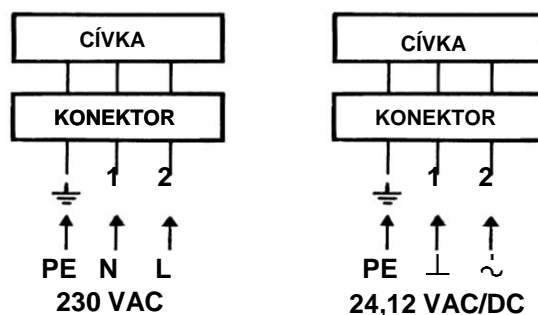 CÍVKA
KONEKTOR
1 2
PE N L
230 VAC
CÍVKA
KONEKTOR
1 2
PE ⊥ ~
24,12 VAC/DC